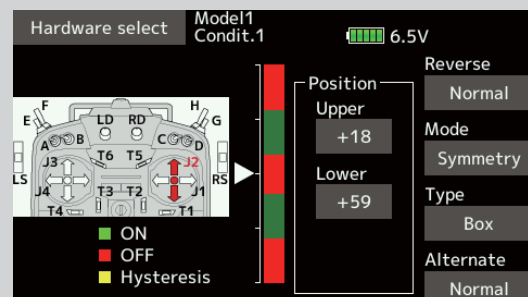 Hardware select
Model1
Condit.1
6.5V
F
E
LD
RD
H
G
A
B
C
D
J3
T6
T5
J2
LS
RS
J4
T3
T2
J1
T4
T1
ON
OFF
Hysteresis
Position
Upper
+18
Lower
+59
Reverse
Normal
Mode
Symmetry
Type
Box
Alternate
Normal